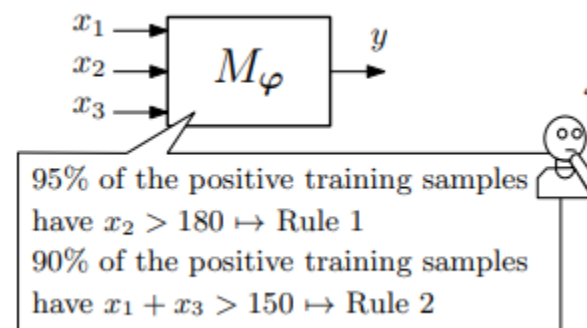 x₁
x₂
x₃
M_φ
y
95% of the positive training samples
have x₂ > 180 ↦ Rule 1
90% of the positive training samples
have x₁ + x₃ > 150 ↦ Rule 2